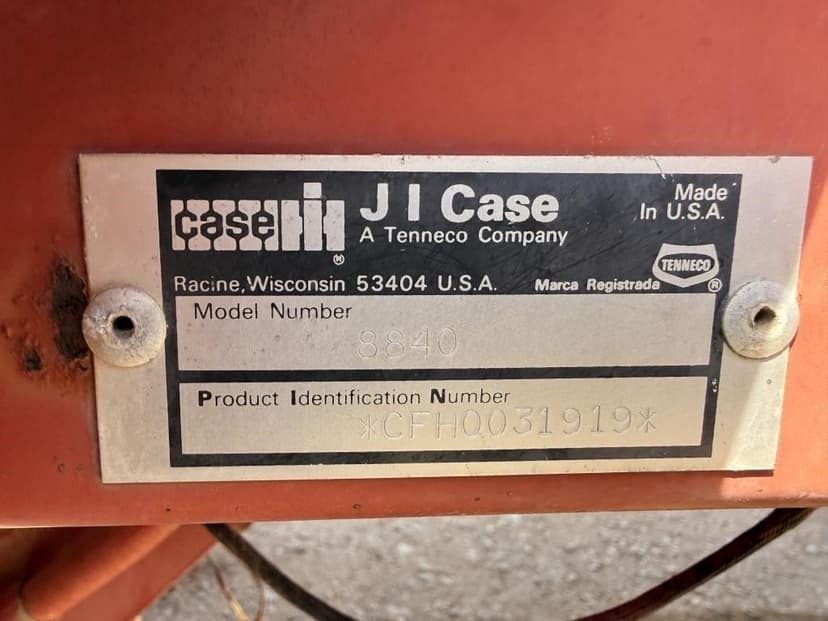 case IH
J I Case
A Tenneco Company
Made
In U.S.A.
TENNECO
®
®
Racine, Wisconsin 53404 U.S.A.
Marca Registrada
Model Number
8840
Product Identification Number
*CFH0031919*